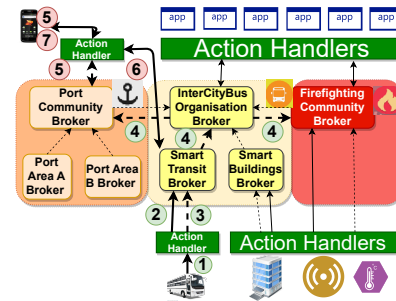 app app app app app app
5
7
Action
Handler
Action Handlers
5
6
Port
Community
Broker
InterCityBus
Organisation
Broker
Firefighting
Community
Broker
4
4
4
Port
Area A
Broker
Port Area
B Broker
Smart
Transit
Broker
Smart
Buildings
Broker
2
3
Action
Handler
Action Handlers
1